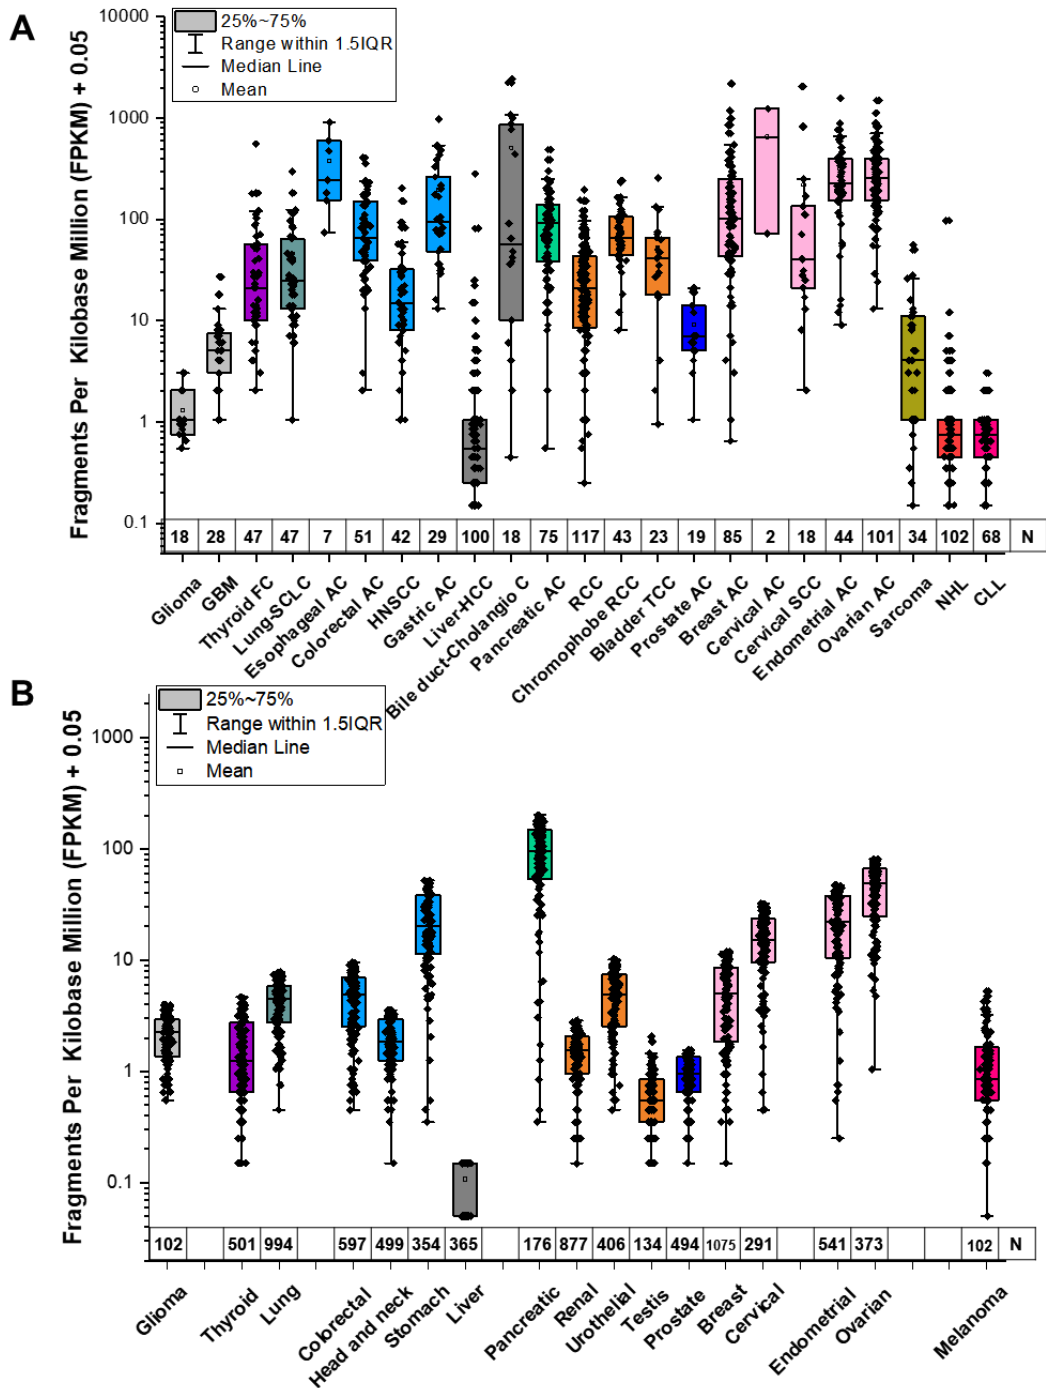 A
Fragments Per Kilobase Million (FPKM) + 0.05
10000
1000
100
10
1
0.1
25%~75%
Range within 1.5IQR
Median Line
Mean
18 28 47 47 7 51 42 29 100 18 75 117 43 23 19 85 2 18 44 101 34 102 68 N
Glioma
GBM
Thyroid FC
Lung-SCLC
Esophageal AC
Colorectal AC
HNSCC
Gastric AC
Liver-HCC
Bile duct-Cholangio C
Pancreatic AC
RCC
Chromophobe RCC
Bladder TCC
Prostate AC
Breast AC
Cervical AC
Cervical SCC
Endometrial AC
Ovarian AC
Sarcoma
NHL
CLL
B
Fragments Per Kilobase Million (FPKM) + 0.05
1000
100
10
1
0.1
25%~75%
Range within 1.5IQR
Median Line
Mean
102 501 994 597 499 354 365 176 877 406 134 494 1075 291 541 373 102 N
Glioma
Thyroid
Lung
Colorectal
Head and neck
Stomach
Liver
Pancreatic
Renal
Urothelial
Testis
Prostate
Breast
Cervical
Endometrial
Ovarian
Melanoma